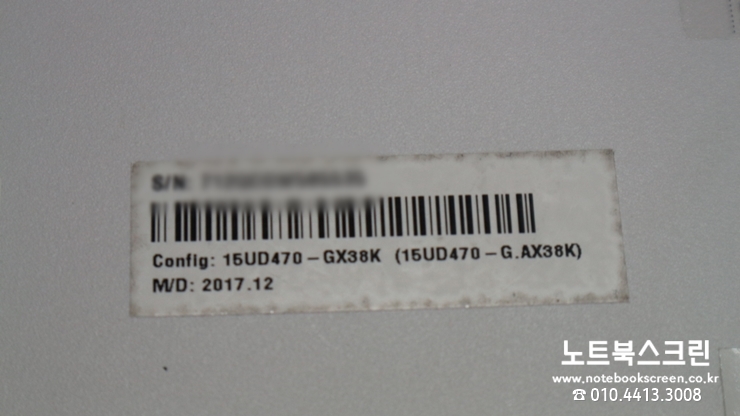 S/N:
Config: 15UD470-GX38K (15UD470-G.AX38K)
M/D: 2017.12
노트북스크린
www.notebookscreen.co.kr
☎ 010.4413.3008